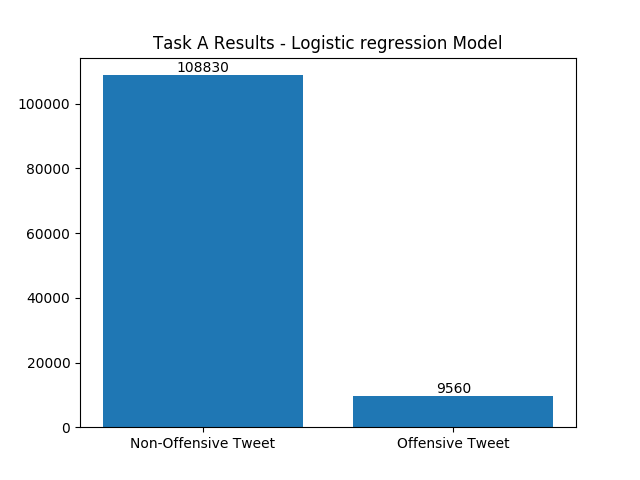 Task A Results - Logistic regression Model
108830
100000
80000
60000
40000
20000
9560
0
Non-Offensive Tweet
Offensive Tweet